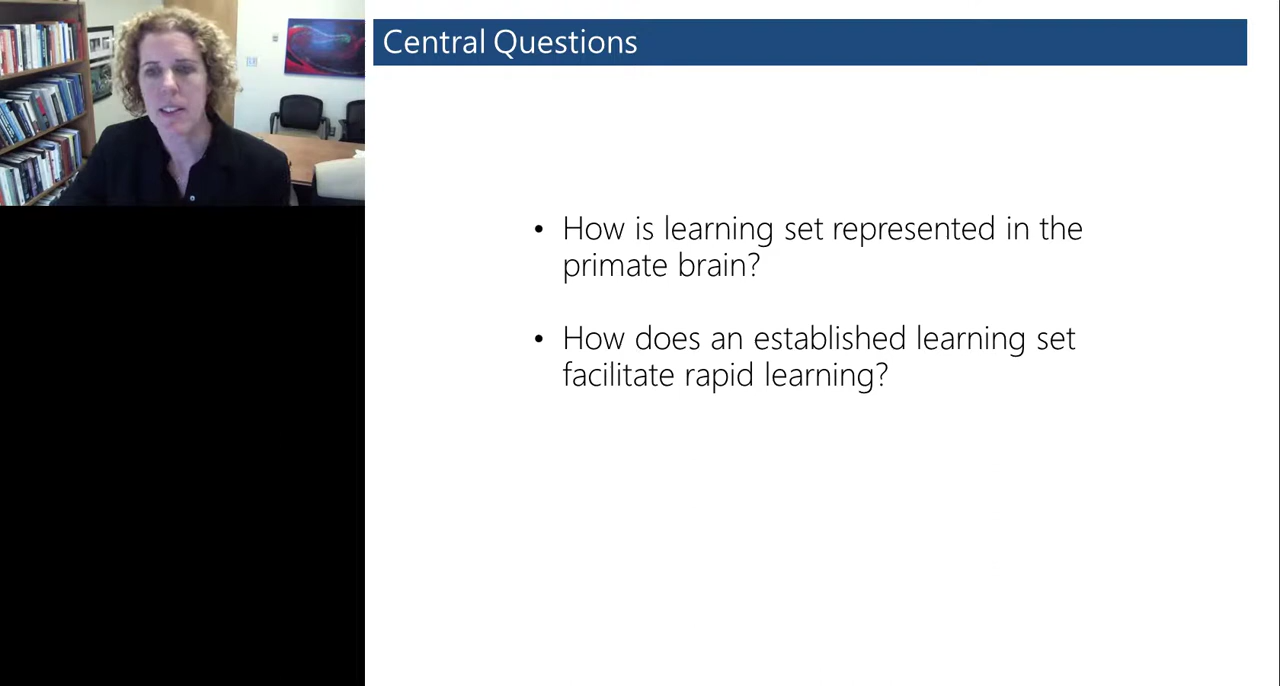 Central Questions
• How is learning set represented in the
primate brain?
• How does an established learning set
facilitate rapid learning?